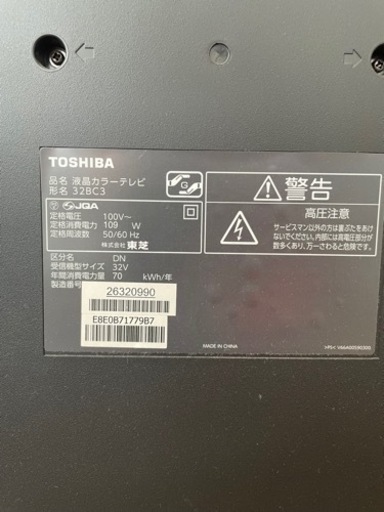 TOSHIBA
品名 液晶カラーテレビ
形名 32BC3
G
JQA
定格電圧 100V~
定格消費電力 109 W
定格周波数 50/60 Hz
株式会社 東芝
区分名 DN
受信機型サイズ 32V
年間消費電力量 70 kWh/年
製造番号
26320990
E8E0B71779B7
警告
高圧注意
サービスマン以外の方は裏ぶたをあけ
ないでください。内部には高電圧部分が
数多くあり、万一さわると危険です。
MADE IN CHINA